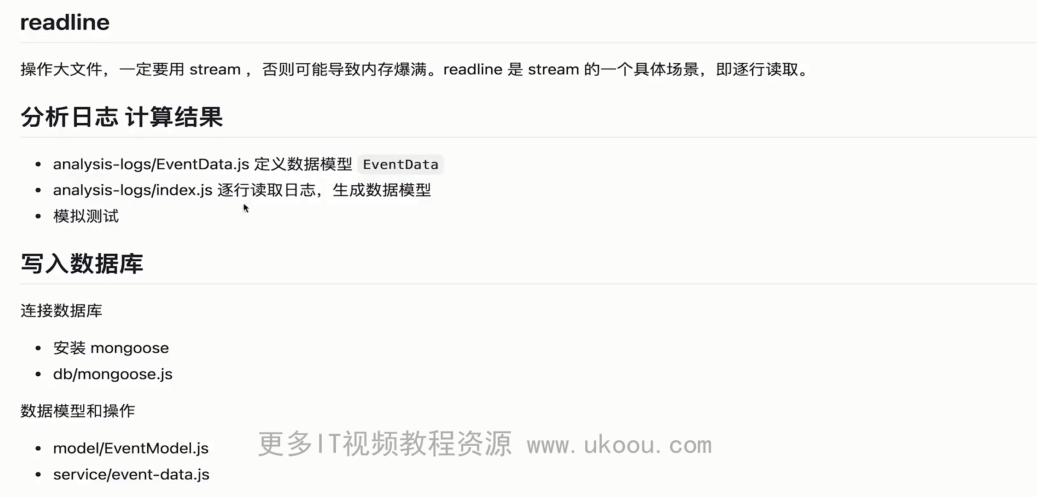 readline
操作大文件，一定要用 stream ，否则可能导致内存爆满。readline 是 stream 的一个具体场景，即逐行读取。
分析日志 计算结果
• analysis-logs/EventData.js 定义数据模型 EventData
• analysis-logs/index.js 逐行读取日志，生成数据模型
• 模拟测试
写入数据库
连接数据库
• 安装 mongoose
• db/mongoose.js
数据模型和操作
• model/EventModel.js
• service/event-data.js
更多IT视频教程资源 www.ukoou.com